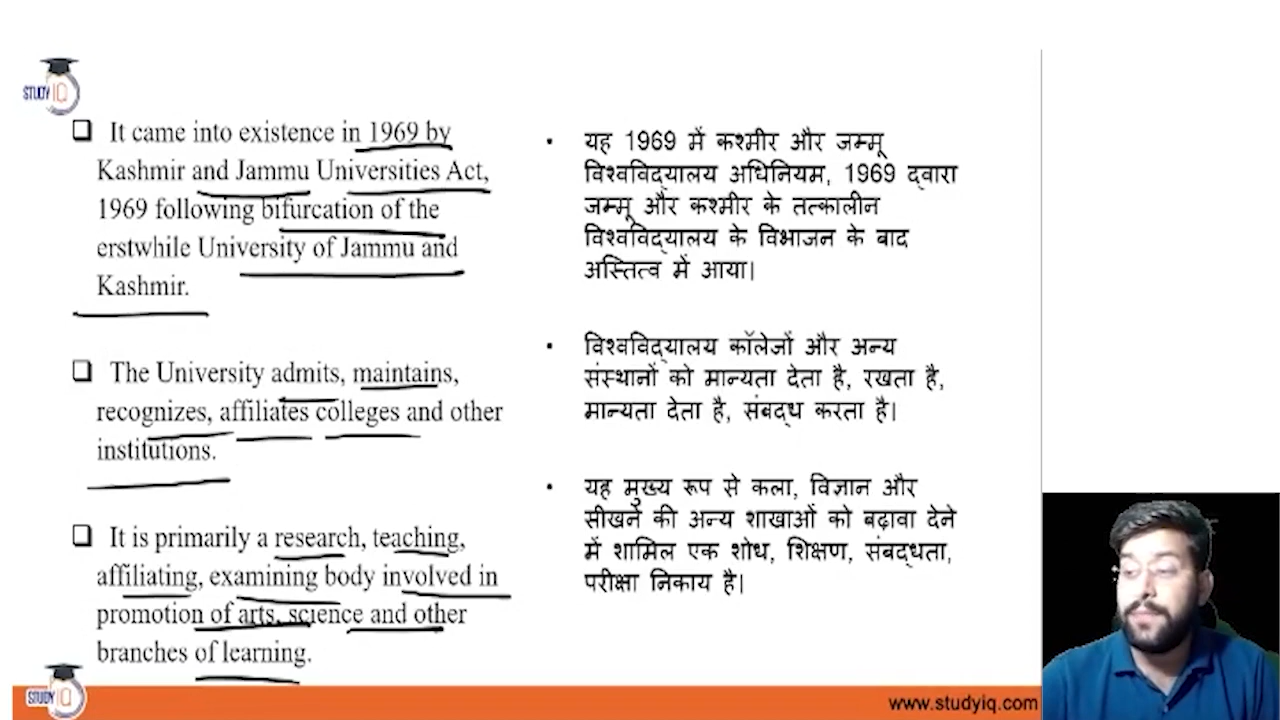 STUDY IQ
❑ It came into existence in 1969 by
Kashmir and Jammu Universities Act,
1969 following bifurcation of the
erstwhile University of Jammu and
Kashmir.
❑ The University admits, maintains,
recognizes, affiliates colleges and other
institutions.
❑ It is primarily a research, teaching,
affiliating, examining body involved in
promotion of arts, science and other
branches of learning.
• यह 1969 में कश्मीर और जम्मू
विश्वविद्यालय अधिनियम, 1969 द्वारा
जम्मू और कश्मीर के तत्कालीन
विश्वविद्यालय के विभाजन के बाद
अस्तित्व में आया।
• विश्वविद्यालय कॉलेजों और अन्य
संस्थानों को मान्यता देता है, रखता है,
मान्यता देता है, संबद्ध करता है।
• यह मुख्य रूप से कला, विज्ञान और
सीखने की अन्य शाखाओं को बढ़ावा देने
में शामिल एक शोध, शिक्षण, संबद्धता,
परीक्षा निकाय है।
STUDY IQ
www.studyiq.com